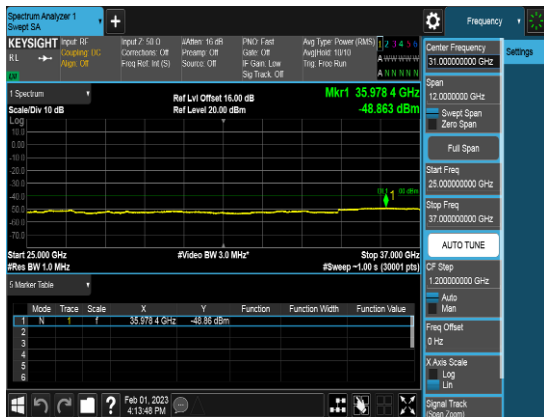 Spectrum Analyzer 1
Swept SA
Frequency
KEYSIGHT
RL
Input: RF
Coupling: DC
Align: Off
Input Z: 50 Ω
Corrections: Off
Freq Ref: Int (S)
#Atten: 16 dB
Preamp: Off
Source: Off
PNO: Fast
Gate: Off
IF Gain: Low
Sig Track: Off
Avg Type: Power (RMS)
Avg|Hold: 10/10
Trig: Free Run
1 2 3 4 5 6
A W W W W W
A N N N N N
1 Spectrum
Scale/Div 10 dB
Ref Lvl Offset 16.00 dB
Ref Level 20.00 dBm
Mkr1 35.978 4 GHz
-48.863 dBm
Log
10.0
0.00
-10.0
-20.0
-30.0
-40.0
-50.0
-60.0
-70.0
1
Start 25.000 GHz
#Res BW 1.0 MHz
#Video BW 3.0 MHz*
Stop 37.000 GHz
#Sweep ~1.00 s (30001 pts)
5 Marker Table
Mode Trace Scale X Y Function Function Width Function Value
1 N 1 f 35.978 4 GHz -48.86 dBm
2
3
4
5
6
Feb 01, 2023
4:13:48 PM
Center Frequency
31.000000000 GHz
Settings
Span
12.0000000 GHz
Swept Span
Zero Span
Full Span
Start Freq
25.000000000 GHz
Stop Freq
37.000000000 GHz
AUTO TUNE
CF Step
1.200000000 GHz
Auto
Man
Freq Offset
0 Hz
X Axis Scale
Log
Lin
Signal Track
(Span Zoom)